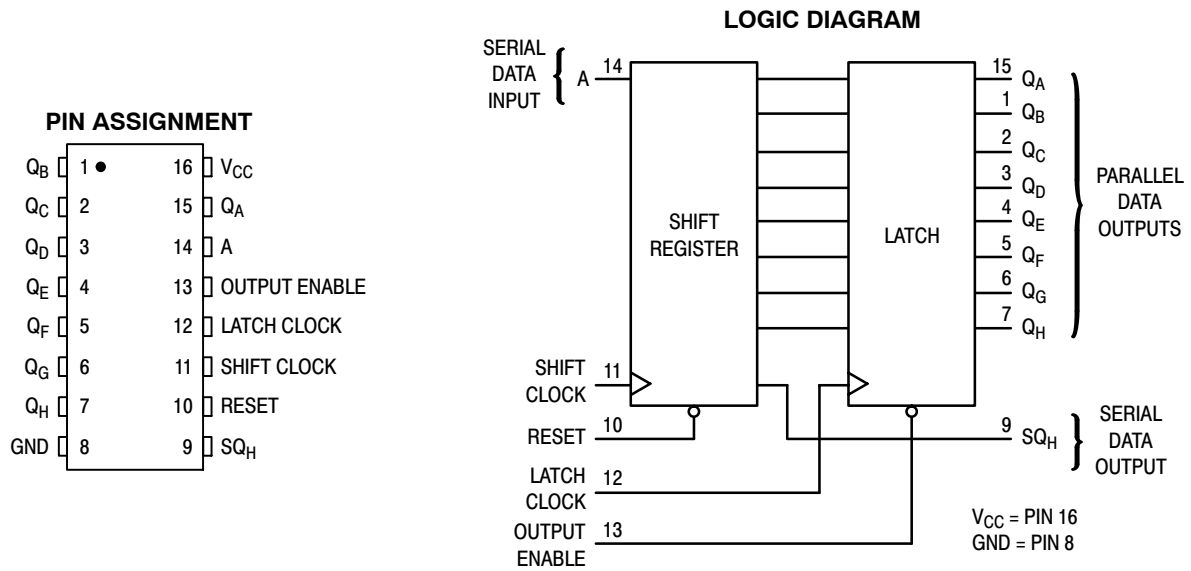 PIN ASSIGNMENT
QB 1 16 VCC
QC 2 15 QA
QD 3 14 A
QE 4 13 OUTPUT ENABLE
QF 5 12 LATCH CLOCK
QG 6 11 SHIFT CLOCK
QH 7 10 RESET
GND 8 9 SQH
LOGIC DIAGRAM
SERIAL
DATA
INPUT
A 14
SHIFT
REGISTER
LATCH
15 QA
1 QB
2 QC
3 QD
4 QE
5 QF
6 QG
7 QH
PARALLEL
DATA
OUTPUTS
SHIFT
CLOCK
11
RESET 10
LATCH
CLOCK
12
OUTPUT
ENABLE
13
9 SQH
SERIAL
DATA
OUTPUT
VCC = PIN 16
GND = PIN 8